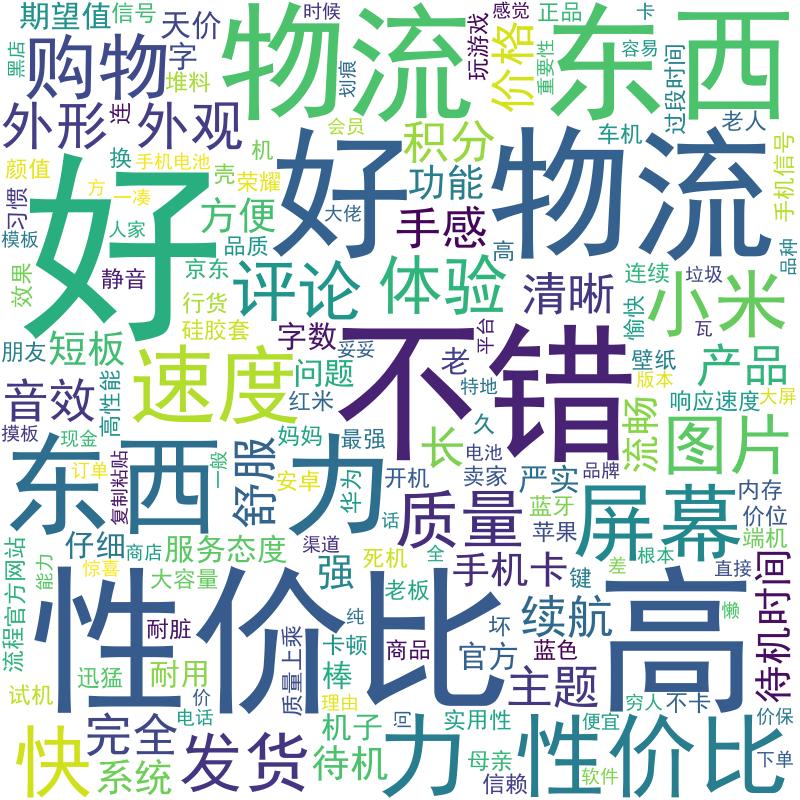 期望值
信号
天价
字
黑店
堆料
购物
外形
连
外观
物流
时候
划痕
感觉
玩游戏
价格
正品
卡
容易
重要性
东西
过段时间
老人
车机
手机信号
积分
功能
会员
颜值
换
手机电池
机
壳
荣耀
习惯
方
一凑
模板
人家
方便
好
好
物流
大佬
手感
高
品质
品种
效果
静音
京东
行货
硅胶套
评论
体验
清晰
连续
垃圾
小米
愉快
瓦
朋友
短板
字数
妥妥
平台
老
不错
壁纸
产品
问题
特地
版本
大屏
音效
高性能
速度
红米
久
响应速度
摸板
现金
妈妈
最强
长
电池
流畅
图片
订单
复制粘贴
一般
舒服
安卓
华为
开机
卖家
严实
品牌
东西
力
话
质量
蓝牙
屏幕
内存
价位
苹果
端机
仔细
商店
服务态度
渠道
死机
全
差
根本
直接
流程官方网站
能力
惊喜
大容量
强
老板
手机卡
键
待机时间
性价比
高
耐脏
纯
坏
续航
懒
质量上乘
卡顿
商品
官方
蓝色
迅猛
耐用
棒
主题
穷人
不卡
试机
价
电话
理由
问
实用性
便宜
价保
快
完全
系统
发货
机子
待机
力
母亲
信赖
性价比
软件
下单